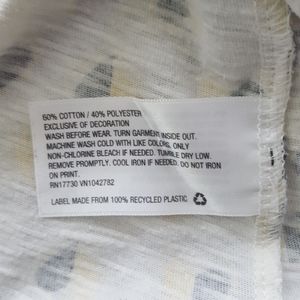 60% COTTON / 40% POLYESTER
EXCLUSIVE OF DECORATION
WASH BEFORE WEAR. TURN GARMENT INSIDE OUT.
MACHINE WASH COLD WITH LIKE COLORS. ONLY
NON-CHLORINE BLEACH IF NEEDED. TUMBLE DRY LOW.
REMOVE PROMPTLY. COOL IRON IF NEEDED. DO NOT IRON
ON PRINT.
RN17730 VN1042782
LABEL MADE FROM 100% RECYCLED PLASTIC